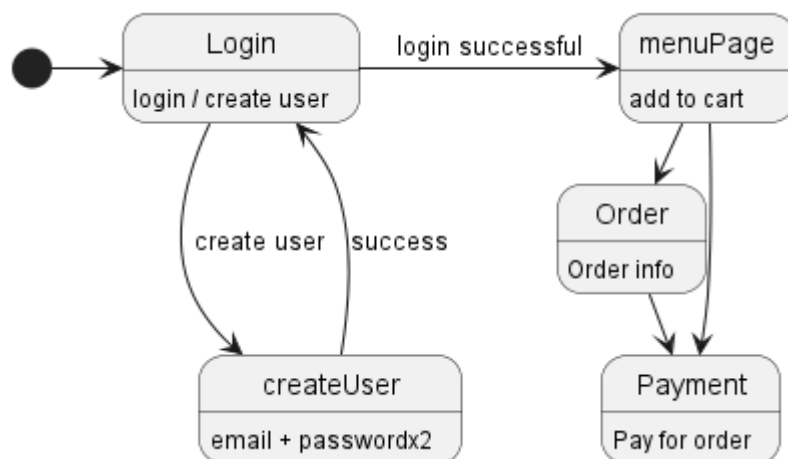 Login
login successful
menuPage
login / create user
add to cart
Order
create user
success
Order info
createUser
Payment
email + passwordx2
Pay for order